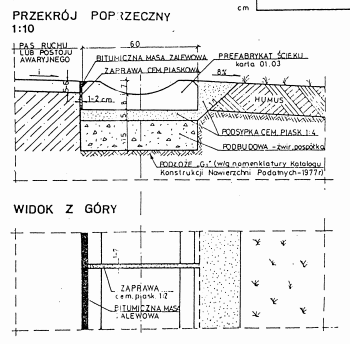 cm
PRZEKRÓJ POPRZECZNY
1:10
PAS RUCHU
LUB POSTOJU
AWARYJNEGO
60
BITUMICZNA MASA ZALEWOWA
ZAPRAWA CEM. PIASKOWA
PREFABRYKAT ŚCIEKU
karta 01.03
i
8%
1-2 cm.
15
HUMUS
PODSYPKA CEM. PIASK. 1:4
PODBUDOWA - żwir, pospółka
PODŁOŻE „G₁" (w/g nomenklatury Katalogu
Konstrukcji Nawierzchni Podatnych-1977r)
WIDOK Z GÓRY
ZAPRAWA
cem. piask. 1:2
BITUMICZNA MASA
ZALEWOWA